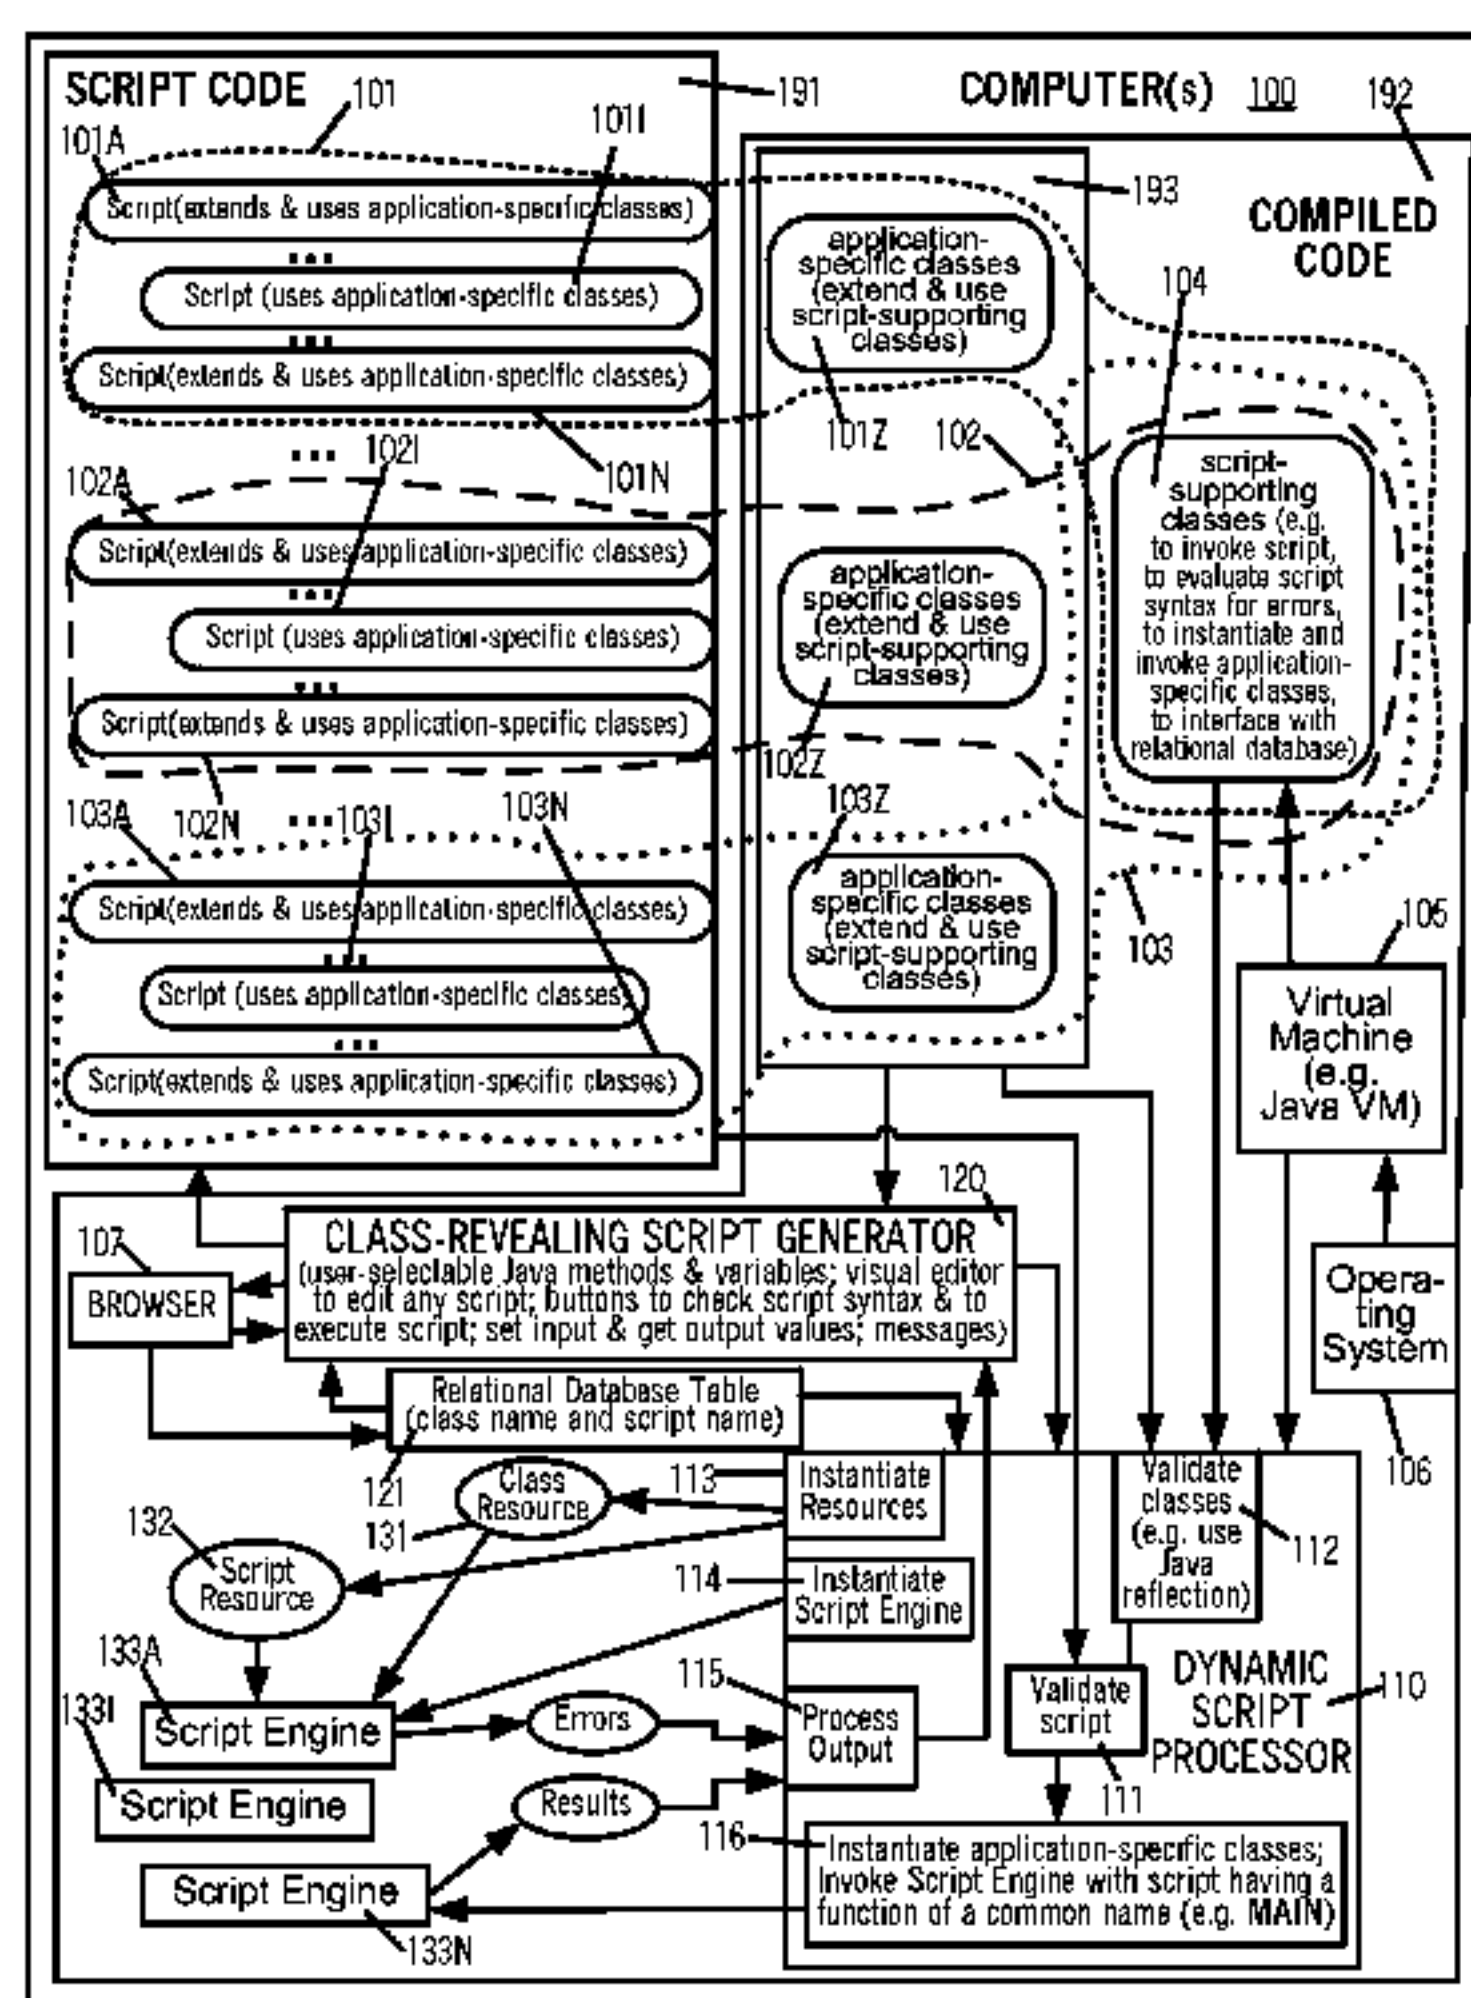 SCRIPT CODE
101
191
COMPUTER(s) 100
192
101A
101I
193
COMPILED
CODE
Script(extends & uses application-specific classes)
...
Script (uses application-specific classes)
...
Script(extends & uses application-specific classes)
application-
specific classes
(extend & use
script-supporting
classes)
104
101Z
102
...
102I
101N
102A
Script(extends & uses application-specific classes)
...
Script (uses application-specific classes)
...
Script(extends & uses application-specific classes)
application-
specific classes
(extend & use
script-supporting
classes)
script-
supporting
classes (e.g.
to invoke script,
to evaluate script
syntax for errors,
to instantiate and
invoke application-
specific classes,
to interface with
relational database)
102Z
103A
102N
...
103I
103N
103Z
Script(extends & uses application-specific classes)
...
Script (uses application-specific classes)
...
Script(extends & uses application-specific classes)
application-
specific classes
(extend & use
script-supporting
classes)
103
105
Virtual
Machine
(e.g.
Java VM)
120
107
BROWSER
CLASS-REVEALING SCRIPT GENERATOR
(user-selectable Java methods & variables; visual editor
to edit any script; buttons to check script syntax & to
execute script; set input & get output values; messages)
Opera-
ting
System
106
Relational Database Table
(class name and script name)
121
Class
Resource
131
113
Instantiate
Resources
Validate
classes
(e.g. use
Java
reflection)
112
132
Script
Resource
114
Instantiate
Script Engine
133A
Script Engine
Errors
115
Process
Output
Validate
script
111
DYNAMIC
SCRIPT
PROCESSOR
110
133I
Script Engine
Results
116
Instantiate application-specific classes;
Invoke Script Engine with script having a
function of a common name (e.g. MAIN)
Script Engine
133N